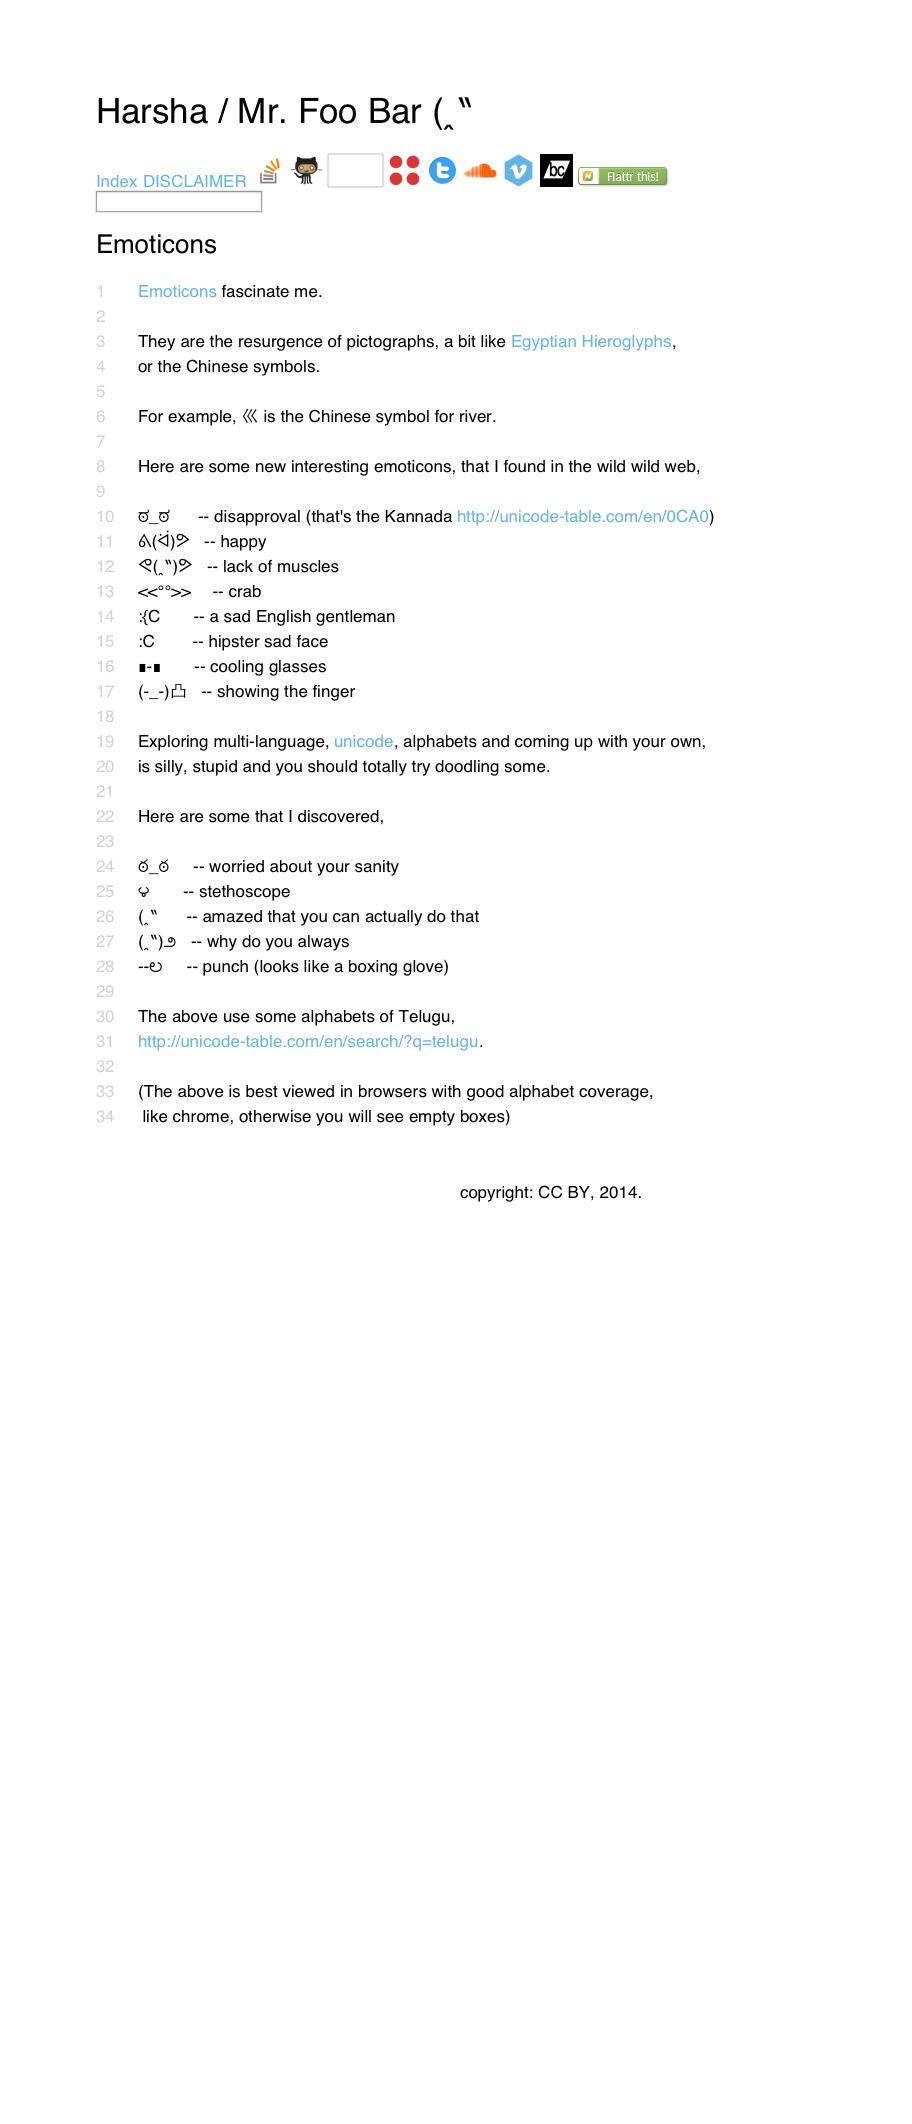 Harsha / Mr. Foo Bar (‸‶
Index DISCLAIMER bc Flattr this!
Emoticons
1 Emoticons fascinate me.
2
3 They are the resurgence of pictographs, a bit like Egyptian Hieroglyphs,
4 or the Chinese symbols.
5
6 For example, 巛 is the Chinese symbol for river.
7
8 Here are some new interesting emoticons, that I found in the wild wild web,
9
10 ಠ_ಠ -- disapproval (that's the Kannada http://unicode-table.com/en/0CA0)
11 -- happy
12 ᕙ(‸‶)ᕗ -- lack of muscles
13 <<°°>> -- crab
14 :{C -- a sad English gentleman
15 :C -- hipster sad face
16 ∎-∎ -- cooling glasses
17 (-_-)凸 -- showing the finger
18
19 Exploring multi-language, unicode, alphabets and coming up with your own,
20 is silly, stupid and you should totally try doodling some.
21
22 Here are some that I discovered,
23
24 ఠ_ఠ -- worried about your sanity
25 -- stethoscope
26 (‸‶ -- amazed that you can actually do that
27 (‸‶)౨ -- why do you always
28 --ల -- punch (looks like a boxing glove)
29
30 The above use some alphabets of Telugu,
31 http://unicode-table.com/en/search/?q=telugu.
32
33 (The above is best viewed in browsers with good alphabet coverage,
34 like chrome, otherwise you will see empty boxes)
copyright: CC BY, 2014.